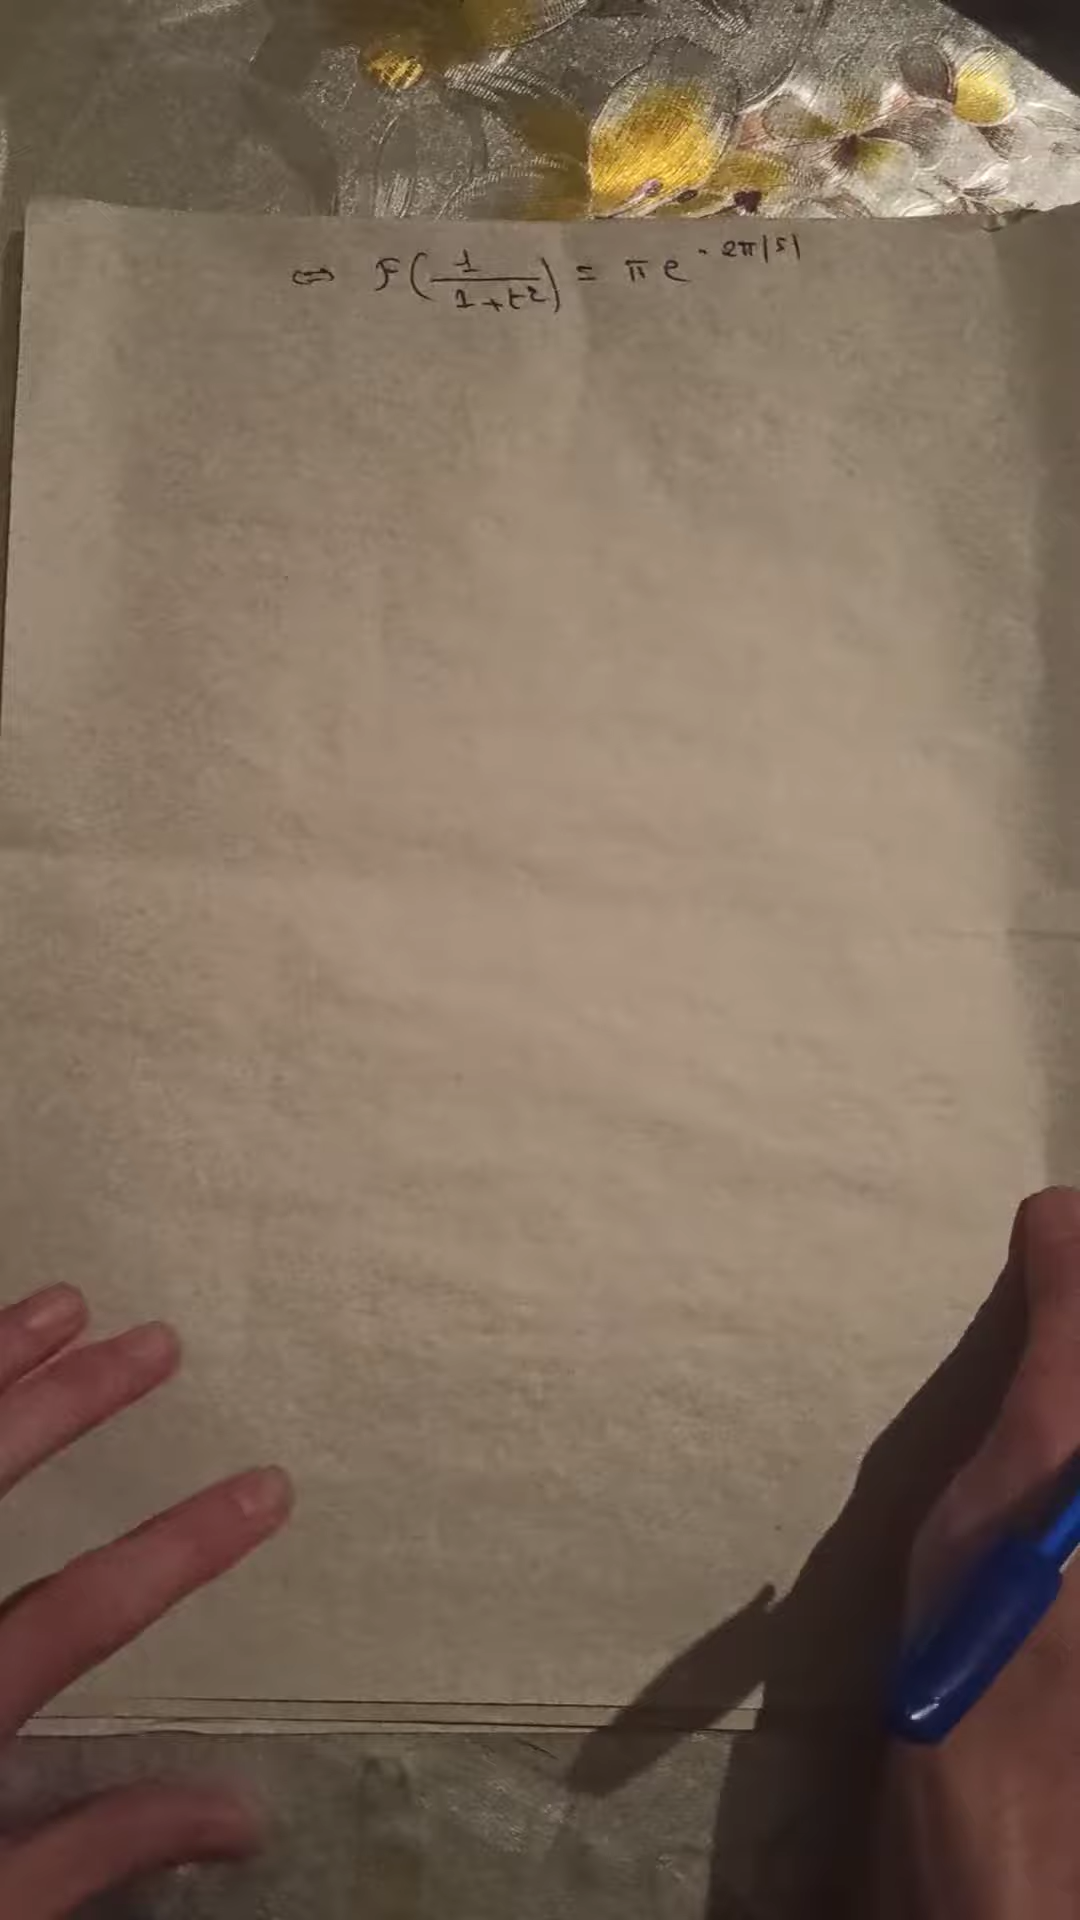 ⇔ F(1/(1+t²)) = π e^{-2π|s|}